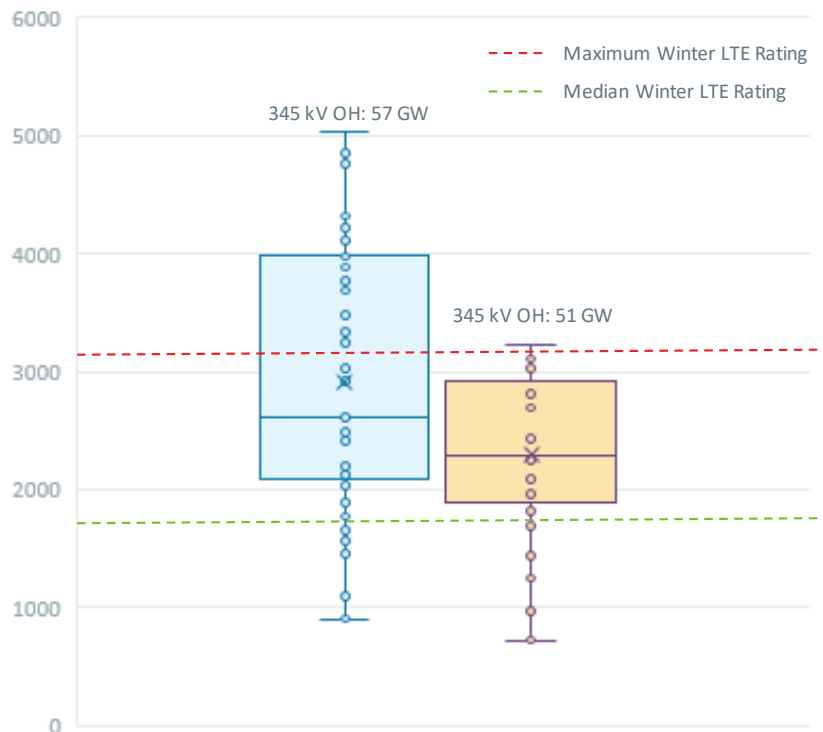 6000
Maximum Winter LTE Rating
Median Winter LTE Rating
345 kV OH: 57 GW
5000
4000
345 kV OH: 51 GW
3000
2000
1000
0